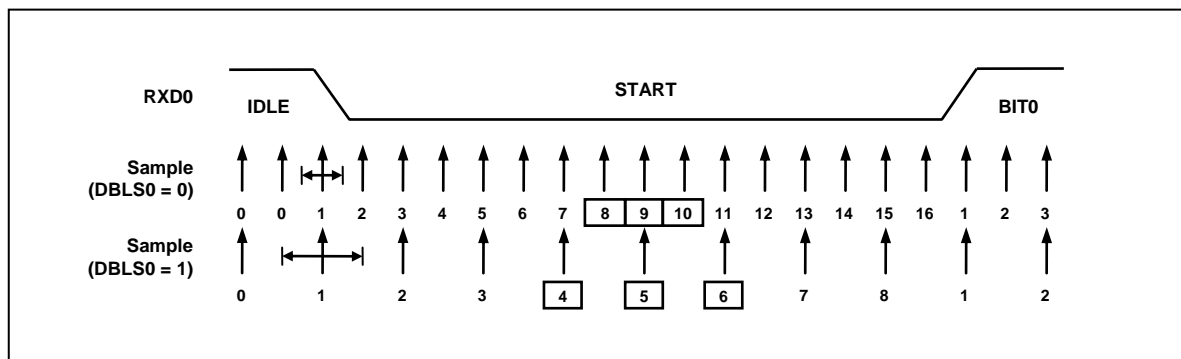 RXD0
IDLE
START
BIT0
Sample
(DBLS0 = 0)
0 0 1 2 3 4 5 6 7 8 9 10 11 12 13 14 15 16 1 2 3
Sample
(DBLS0 = 1)
0 1 2 3 4 5 6 7 8 1 2